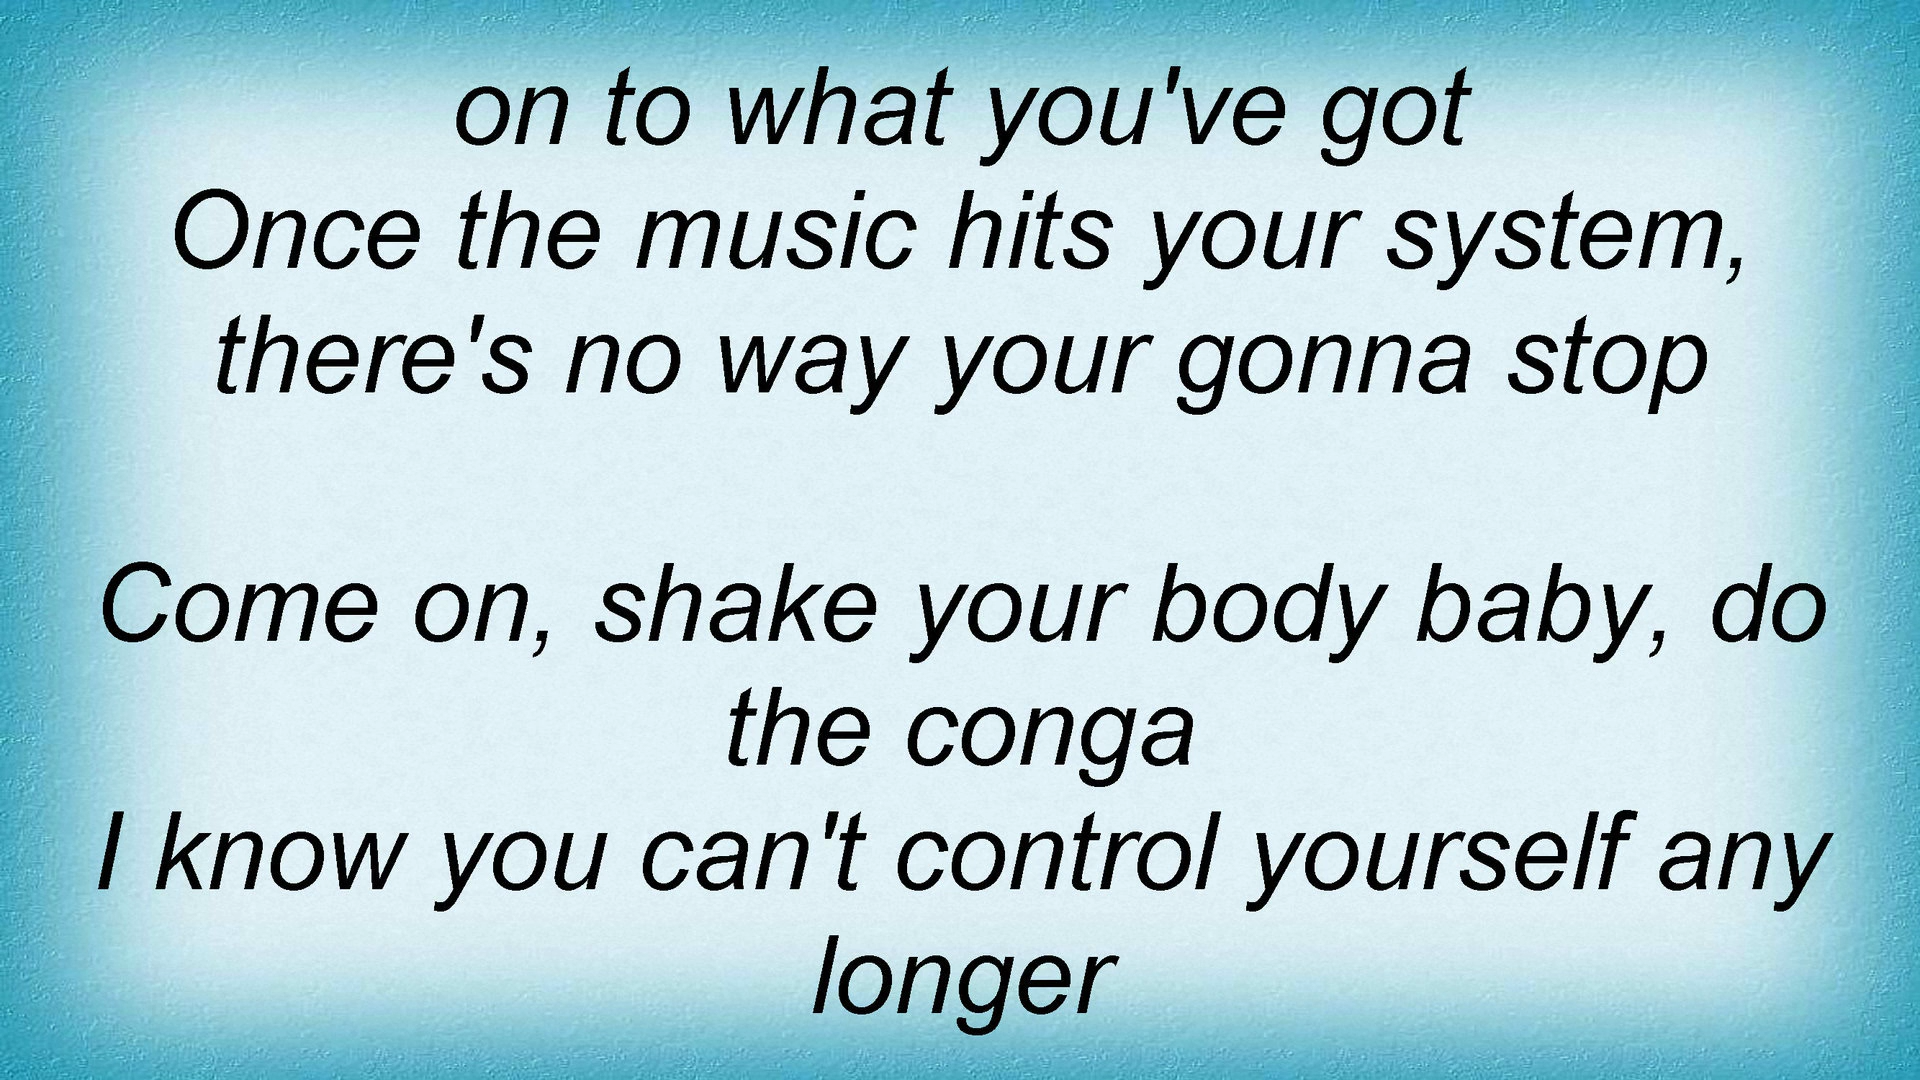 on to what you've got
Once the music hits your system,
there's no way your gonna stop
Come on, shake your body baby, do
the conga
I know you can't control yourself any
longer